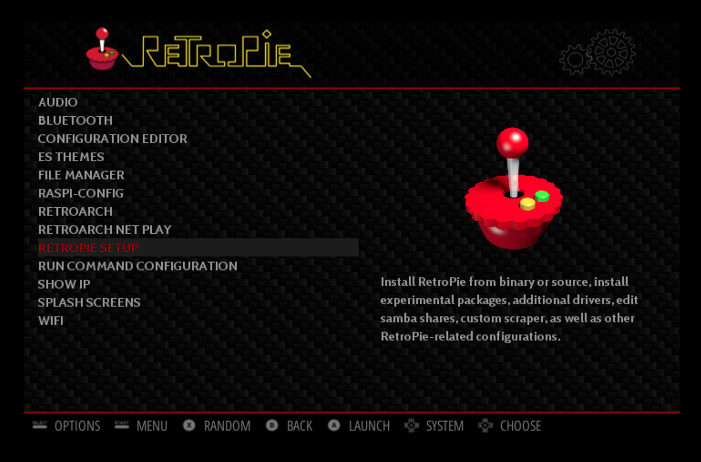 RETROPIE
AUDIO
BLUETOOTH
CONFIGURATION EDITOR
ES THEMES
FILE MANAGER
RASPI-CONFIG
RETROARCH
RETROARCH NET PLAY
RETROPIE SETUP
RUN COMMAND CONFIGURATION
SHOW IP
SPLASH SCREENS
WIFI
Install RetroPie from binary or source, install
experimental packages, additional drivers, edit
samba shares, custom scraper, as well as other
RetroPie-related configurations.
SELECT OPTIONS START MENU X RANDOM B BACK A LAUNCH SYSTEM CHOOSE